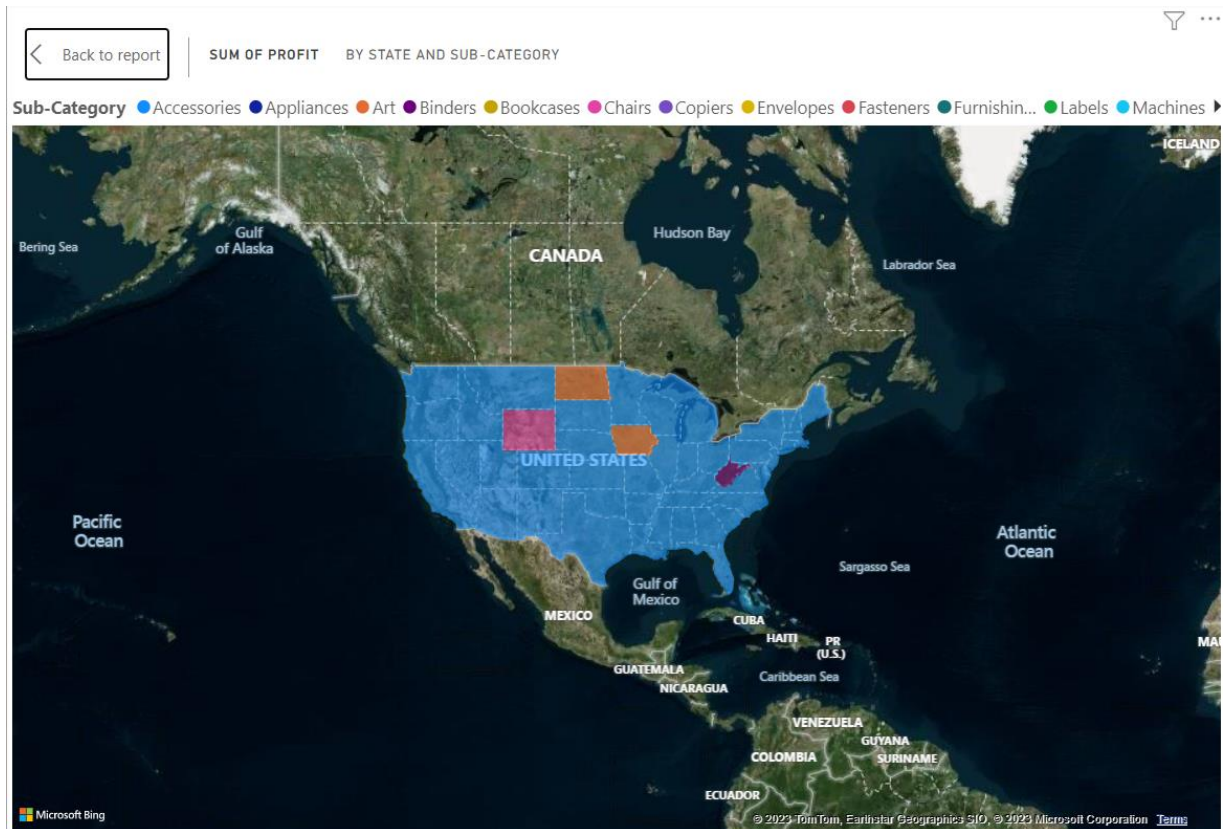 Back to report
SUM OF PROFIT BY STATE AND SUB-CATEGORY
Sub-Category Accessories Appliances Art Binders Bookcases Chairs Copiers Envelopes Fasteners Furnishin... Labels Machines
ICELAND
Bering Sea
Gulf
of Alaska
Hudson Bay
CANADA
Labrador Sea
UNITED STATES
Pacific
Ocean
Atlantic
Ocean
Sargasso Sea
Gulf of
Mexico
MEXICO
CUBA
HAITI
PR
(U.S.)
MAU
GUATEMALA
Caribbean Sea
NICARAGUA
VENEZUELA
GUYANA
COLOMBIA
SURINAME
ECUADOR
Microsoft Bing
© 2023 TomTom, Earthstar Geographics SIO, © 2023 Microsoft Corporation Terms